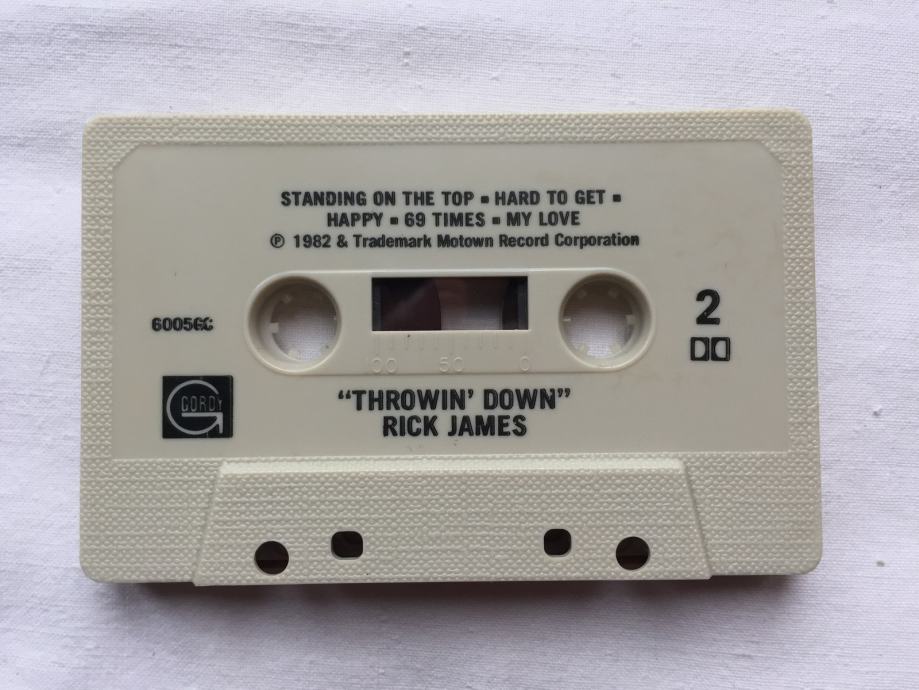 STANDING ON THE TOP ▪ HARD TO GET ▪
HAPPY ▪ 69 TIMES ▪ MY LOVE
℗ 1982 & Trademark Motown Record Corporation
6005GC
2
100 50 0
GORDY
G
“THROWIN’ DOWN”
RICK JAMES